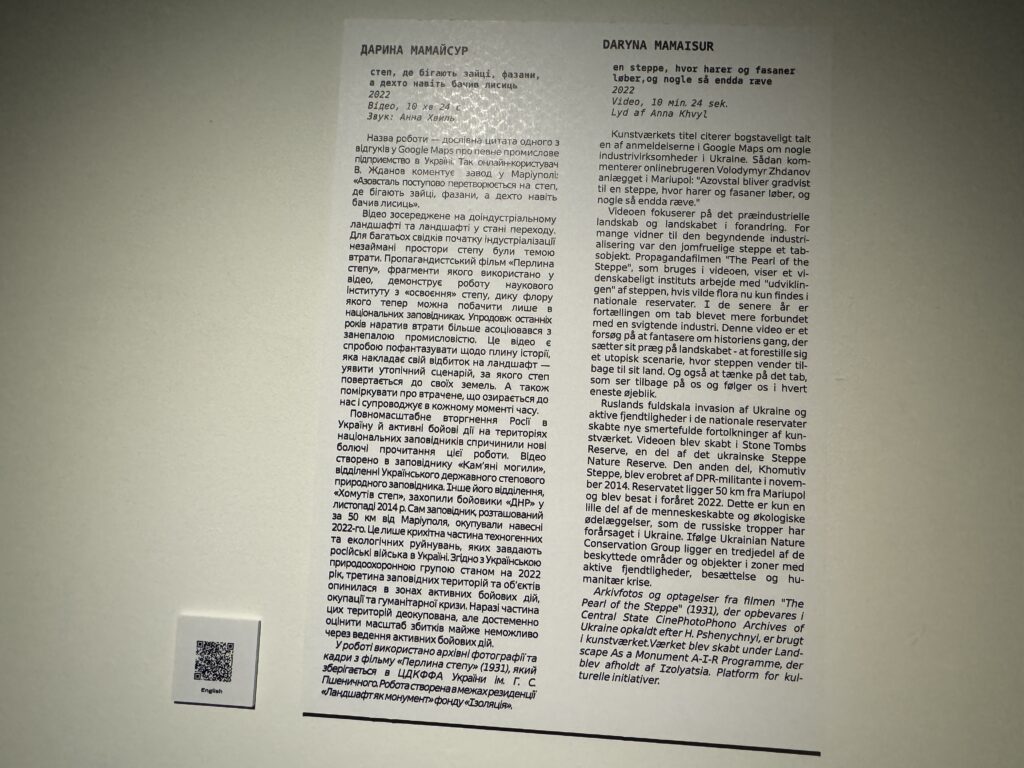 ДАРИНА МАМАЙСУР
степ, де бігають зайці, фазани,
а дехто навіть бачив лисиць
2022
Відео, 10 хв 24 с
Звук: Анна Хвиль
Назва роботи — дослівна цитата одного з
відгуків у Google Maps про певне промислове
підприємство в Україні. Так онлайн-користувач
В. Жданов коментує завод у Маріуполі:
«Азовсталь поступово перетворюється на степ,
де бігають зайці, фазани, а дехто навіть
бачив лисиць».
Відео зосереджене на доіндустріальному
ландшафті та ландшафті у стані переходу.
Для багатьох свідків початку індустріалізації
незаймані простори степу були темою
втрати. Пропагандистський фільм «Перлина
степу», фрагменти якого використано у
відео, демонструє роботу наукового
інституту з «освоєння» степу, дику флору
якого тепер можна побачити лише в
національних заповідниках. Упродовж останніх
років наратив втрати більше асоціювався з
занепалою промисловістю. Це відео є
спробою пофантазувати щодо плину історії,
яка накладає свій відбиток на ландшафт —
уявити утопічний сценарій, за якого степ
повертається до своїх земель. А також
поміркувати про втрачене, що озирається до
нас і супроводжує в кожному моменті часу.
Повномасштабне вторгнення Росії в
Україну й активні бойові дії на територіях
національних заповідників спричинили нові
болючі прочитання цієї роботи. Відео
створено в заповіднику «Кам'яні могили»,
відділенні Українського державного степового
природного заповідника. Інше його відділення,
«Хомутів степ», захопили бойовики «ДНР» у
листопаді 2014 р. Сам заповідник, розташований
за 50 км від Маріуполя, окупували навесні
2022-го. Це лише крихітна частина техногенних
та екологічних руйнувань, яких завдають
російські війська в Україні. Згідно з Українською
природоохоронною групою станом на 2022
рік, третина заповідних територій та об'єктів
опинилася в зонах активних бойових дій,
окупації та гуманітарної кризи. Наразі частина
цих територій деокупована, але достеменно
оцінити масштаб збитків майже неможливо
через ведення активних бойових дій.
У роботі використано архівні фотографії та
кадри з фільму «Перлина степу» (1931), який
зберігається в ЦДКФФА України ім. Г. С.
Пшеничного. Робота створена в межах резиденції
«Ландшафт як монумент» фонду «Ізоляція».
DARYNA MAMAISUR
en steppe, hvor harer og fasaner
løber,og nogle så endda ræve
2022
Video, 10 min. 24 sek.
Lyd af Anna Khvyl
Kunstværkets titel citerer bogstaveligt talt
en af anmeldelserne i Google Maps om nogle
industrivirksomheder i Ukraine. Sådan kom-
menterer onlinebrugeren Volodymyr Zhdanov
anlægget i Mariupol: "Azovstal bliver gradvist
til en steppe, hvor harer og fasaner løber, og
nogle så endda ræve."
Videoen fokuserer på det præindustrielle
landskab og landskabet i forandring. For
mange vidner til den begyndende industri-
alisering var den jomfruelige steppe et tab-
sobjekt. Propagandafilmen "The Pearl of the
Steppe", som bruges i videoen, viser et vi-
denskabeligt instituts arbejde med "udviklin-
gen" af steppen, hvis vilde flora nu kun findes i
nationale reservater. I de senere år er
fortællingen om tab blevet mere forbundet
med en svigtende industri. Denne video er et
forsøg på at fantasere om historiens gang, der
sætter sit præg på landskabet - at forestille sig
et utopisk scenarie, hvor steppen vender til-
bage til sit land. Og også at tænke på det tab,
som ser tilbage på os og følger os i hvert
eneste øjeblik.
Ruslands fuldskala invasion af Ukraine og
aktive fjendtligheder i de nationale reservater
skabte nye smertefulde fortolkninger af kun-
stværket. Videoen blev skabt i Stone Tombs
Reserve, en del af det ukrainske Steppe
Nature Reserve. Den anden del, Khomutiv
Steppe, blev erobret af DPR-militante i novem-
ber 2014. Reservatet ligger 50 km fra Mariupol
og blev besat i foråret 2022. Dette er kun en
lille del af de menneskeskabte og økologiske
ødelæggelser, som de russiske tropper har
forårsaget i Ukraine. Ifølge Ukrainian Nature
Conservation Group ligger en tredjedel af de
beskyttede områder og objekter i zoner med
aktive fjendtligheder, besættelse og hu-
manitær krise.
Arkivfotos og optagelser fra filmen "The
Pearl of the Steppe" (1931), der opbevares i
Central State CinePhotoPhono Archives of
Ukraine opkaldt efter H. Pshenychnyi, er brugt
i kunstværket.Værket blev skabt under Land-
scape As a Monument A-I-R Programme, der
blev afholdt af Izolyatsia. Platform for kul-
turelle initiativer.
English